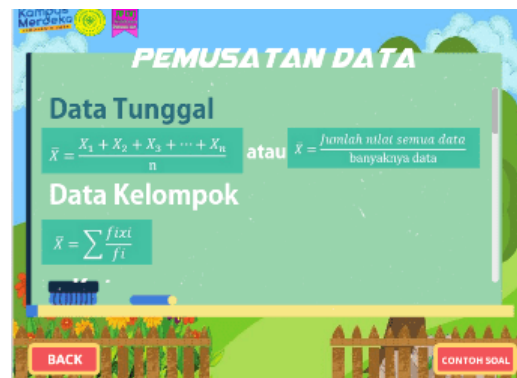 Kampus
Merdeka
PEMUSATAN DATA
Data Tunggal
X̄ = (X₁ + X₂ + X₃ + ⋯ + Xₙ)/n atau x̄ = (Jumlah nilai semua data)/(banyaknya data)
Data Kelompok
X̄ = ∑ (fixi)/(fi)
BACK
CONTOH SOAL